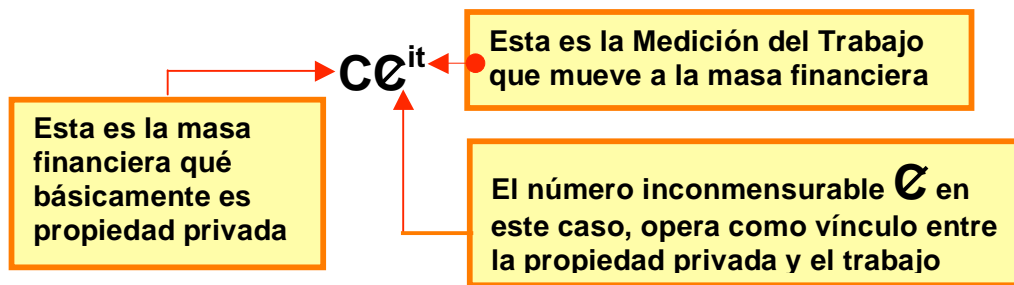 Esta es la Medición del Trabajo
que mueve a la masa financiera
C𝐞^it
Esta es la masa
financiera qué
básicamente es
propiedad privada
El número inconmensurable 𝐞 en
este caso, opera como vínculo entre
la propiedad privada y el trabajo